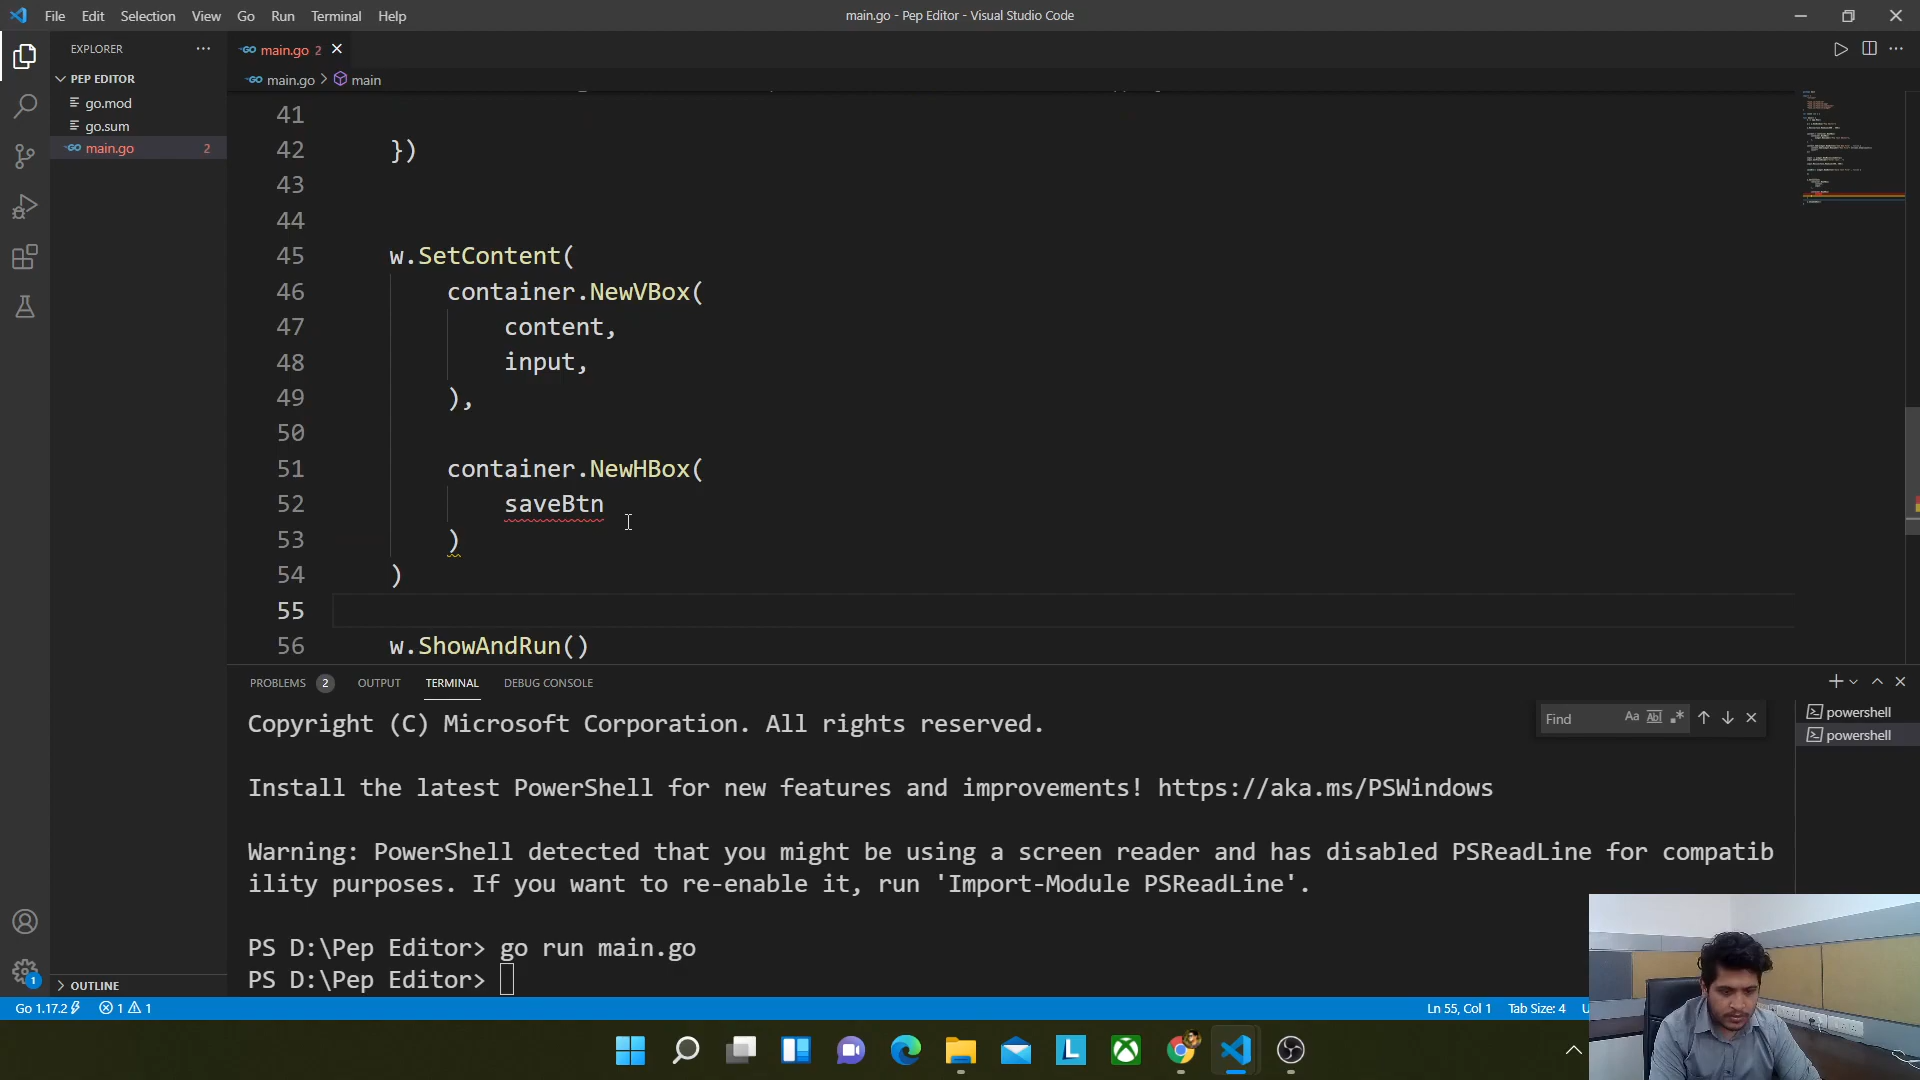 File Edit Selection View Go Run Terminal Help
main.go - Pep Editor - Visual Studio Code
EXPLORER
main.go 2
PEP EDITOR
main.go > main
go.mod
go.sum
main.go 2
41
42 })
43
44
45 w.SetContent(
46 container.NewVBox(
47 content,
48 input,
49 ),
50
51 container.NewHBox(
52 saveBtn
53 )
54 )
55
56 w.ShowAndRun()
PROBLEMS 2 OUTPUT TERMINAL DEBUG CONSOLE
Copyright (C) Microsoft Corporation. All rights reserved.
Find Aa Abl .*
powershell
powershell
Install the latest PowerShell for new features and improvements! https://aka.ms/PSWindows
Warning: PowerShell detected that you might be using a screen reader and has disabled PSReadLine for compatib
ility purposes. If you want to re-enable it, run 'Import-Module PSReadLine'.
PS D:\Pep Editor> go run main.go
PS D:\Pep Editor>
OUTLINE
1
Go 1.17.2 1 1
Ln 55, Col 1 Tab Size: 4